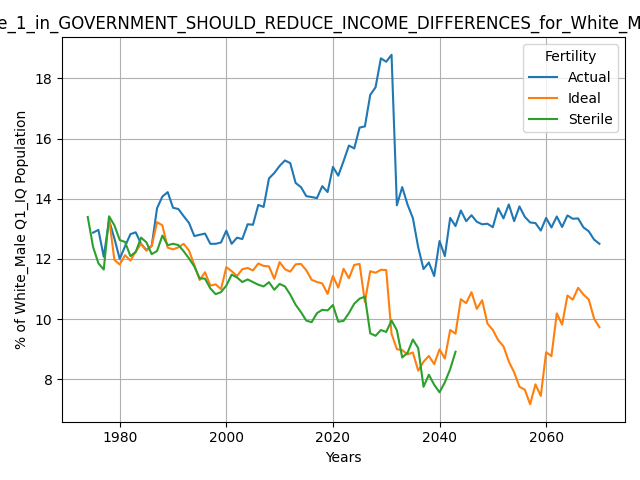 e_1_in_GOVERNMENT_SHOULD_REDUCE_INCOME_DIFFERENCES_for_White_M
Fertility
Actual
Ideal
Sterile
% of White_Male Q1_IQ Population
18
16
14
12
10
8
1980 2000 2020 2040 2060
Years